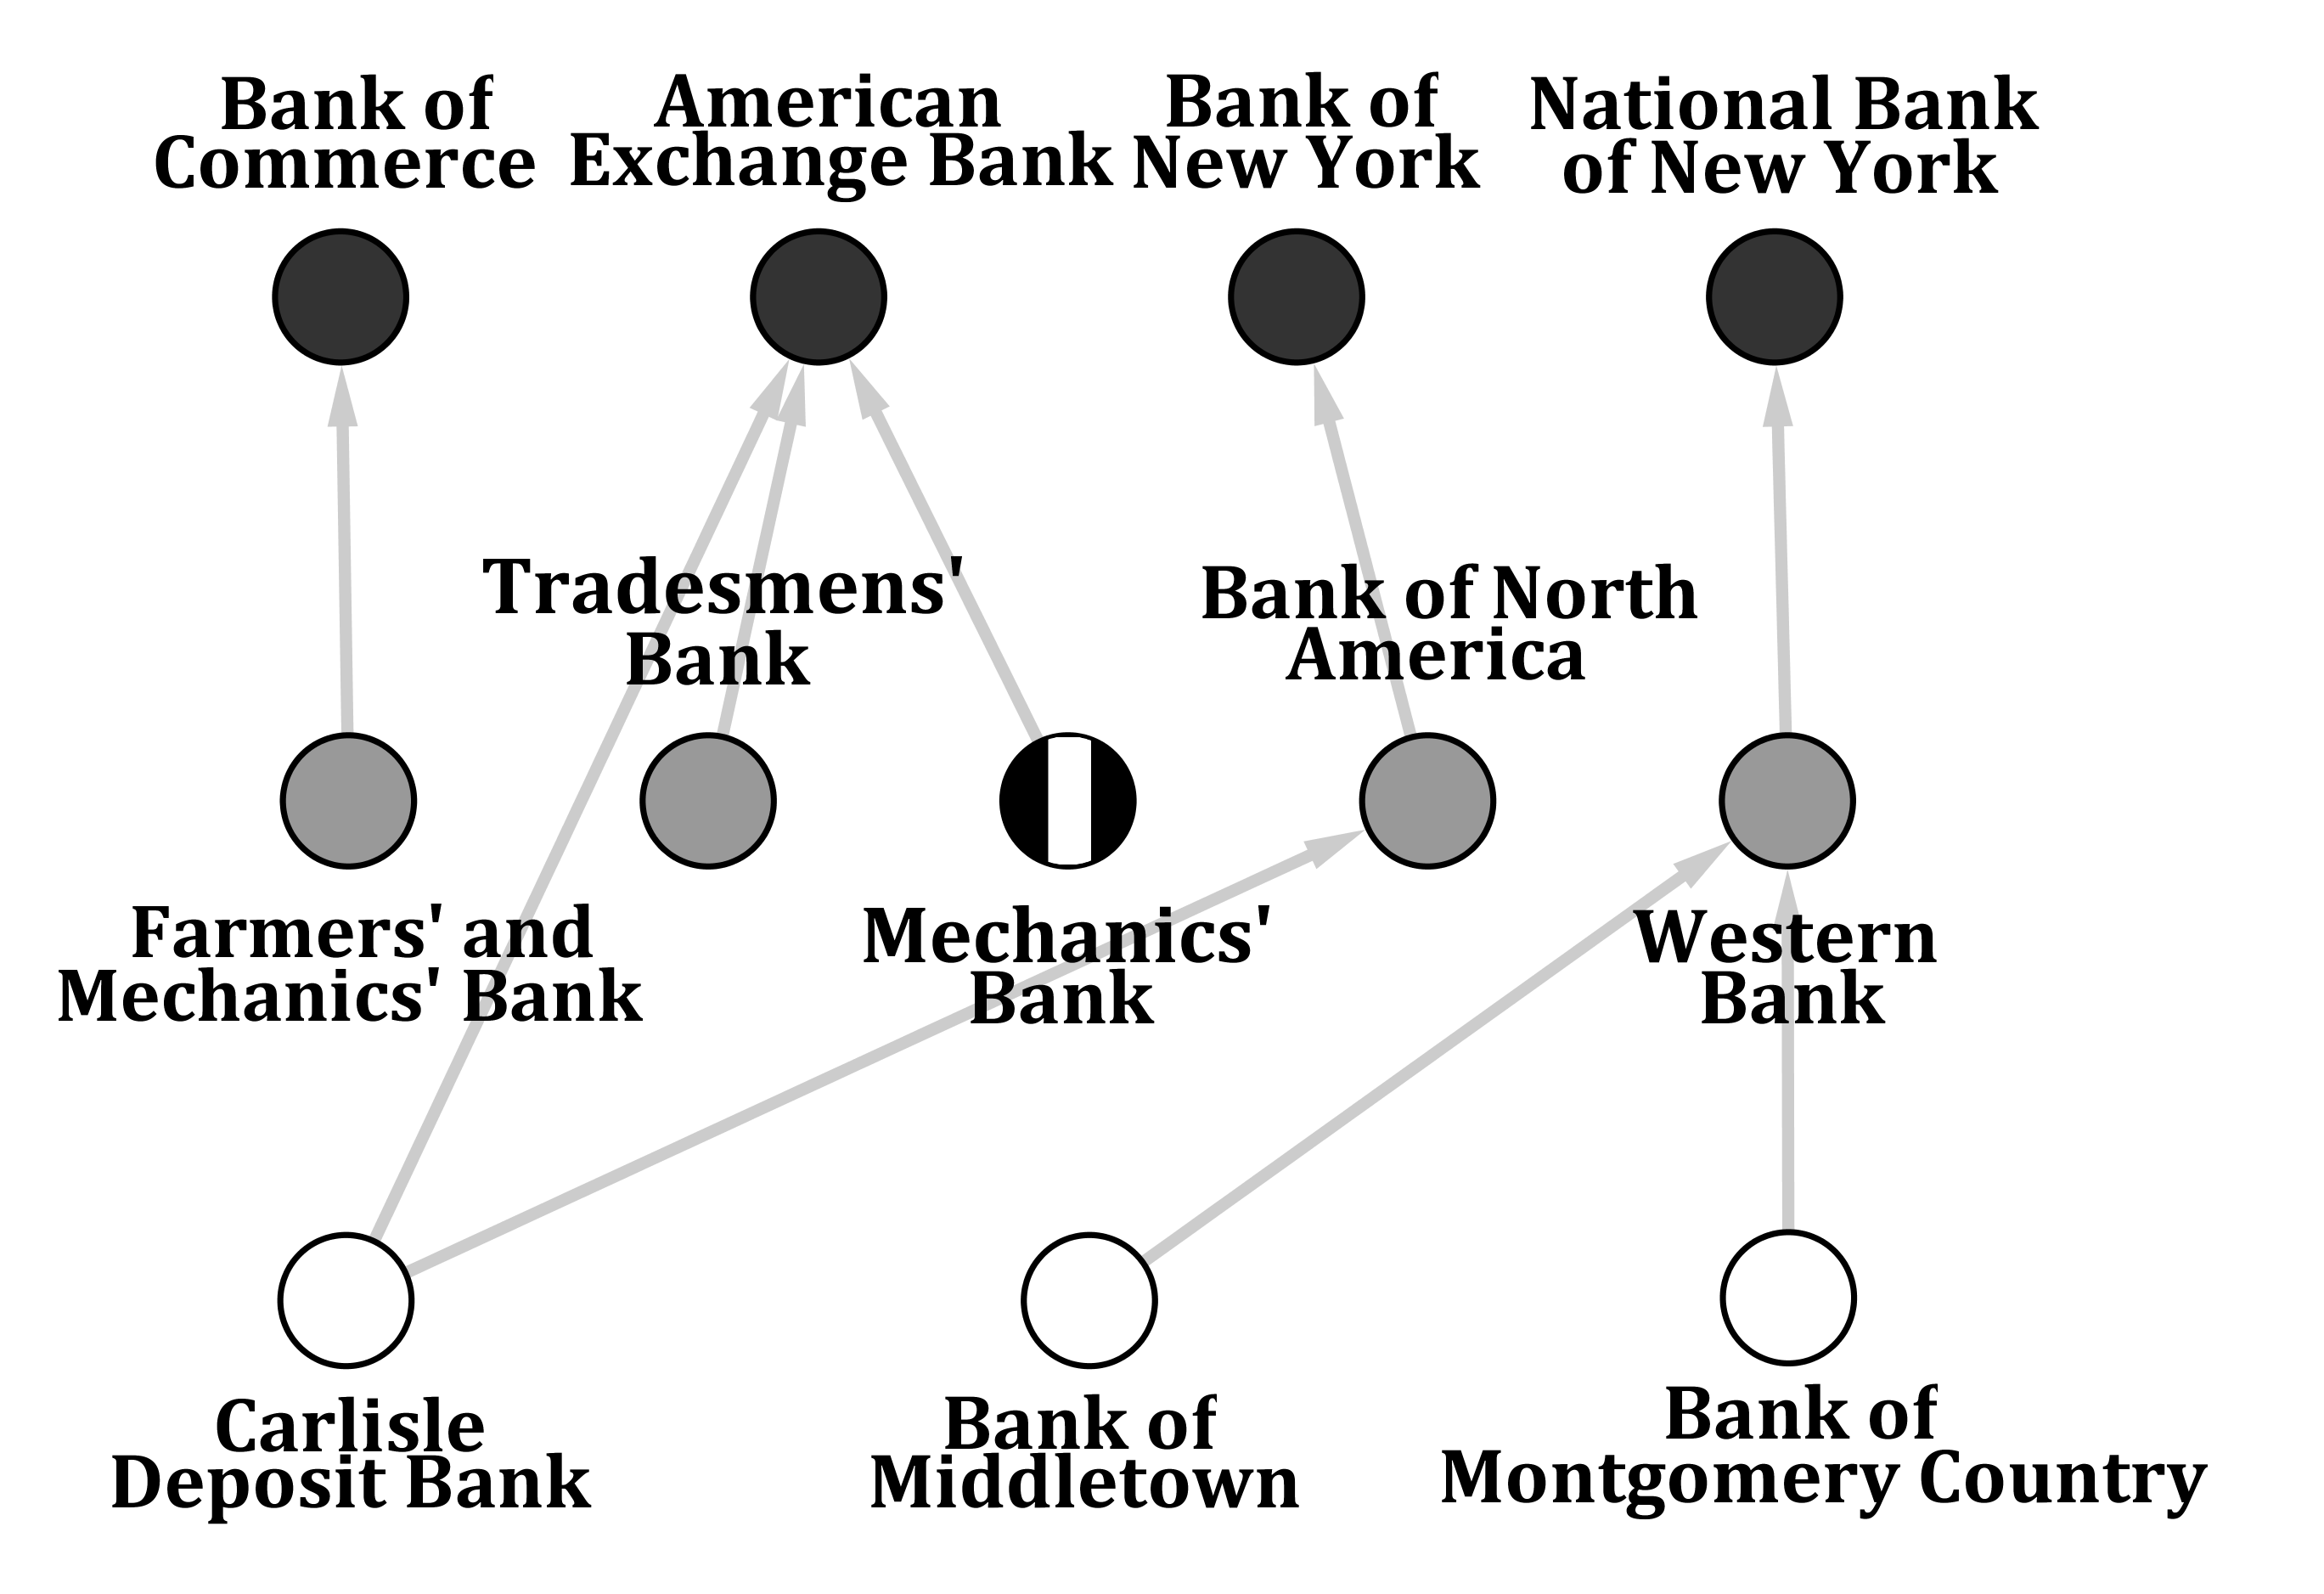 Bank of
Commerce
American
Exchange Bank
Bank of
New York
National Bank
of New York
Tradesmens'
Bank
Bank of North
America
Farmers' and
Mechanics' Bank
Mechanics'
Bank
Western
Bank
Carlisle
Deposit Bank
Bank of
Middletown
Bank of
Montgomery Country